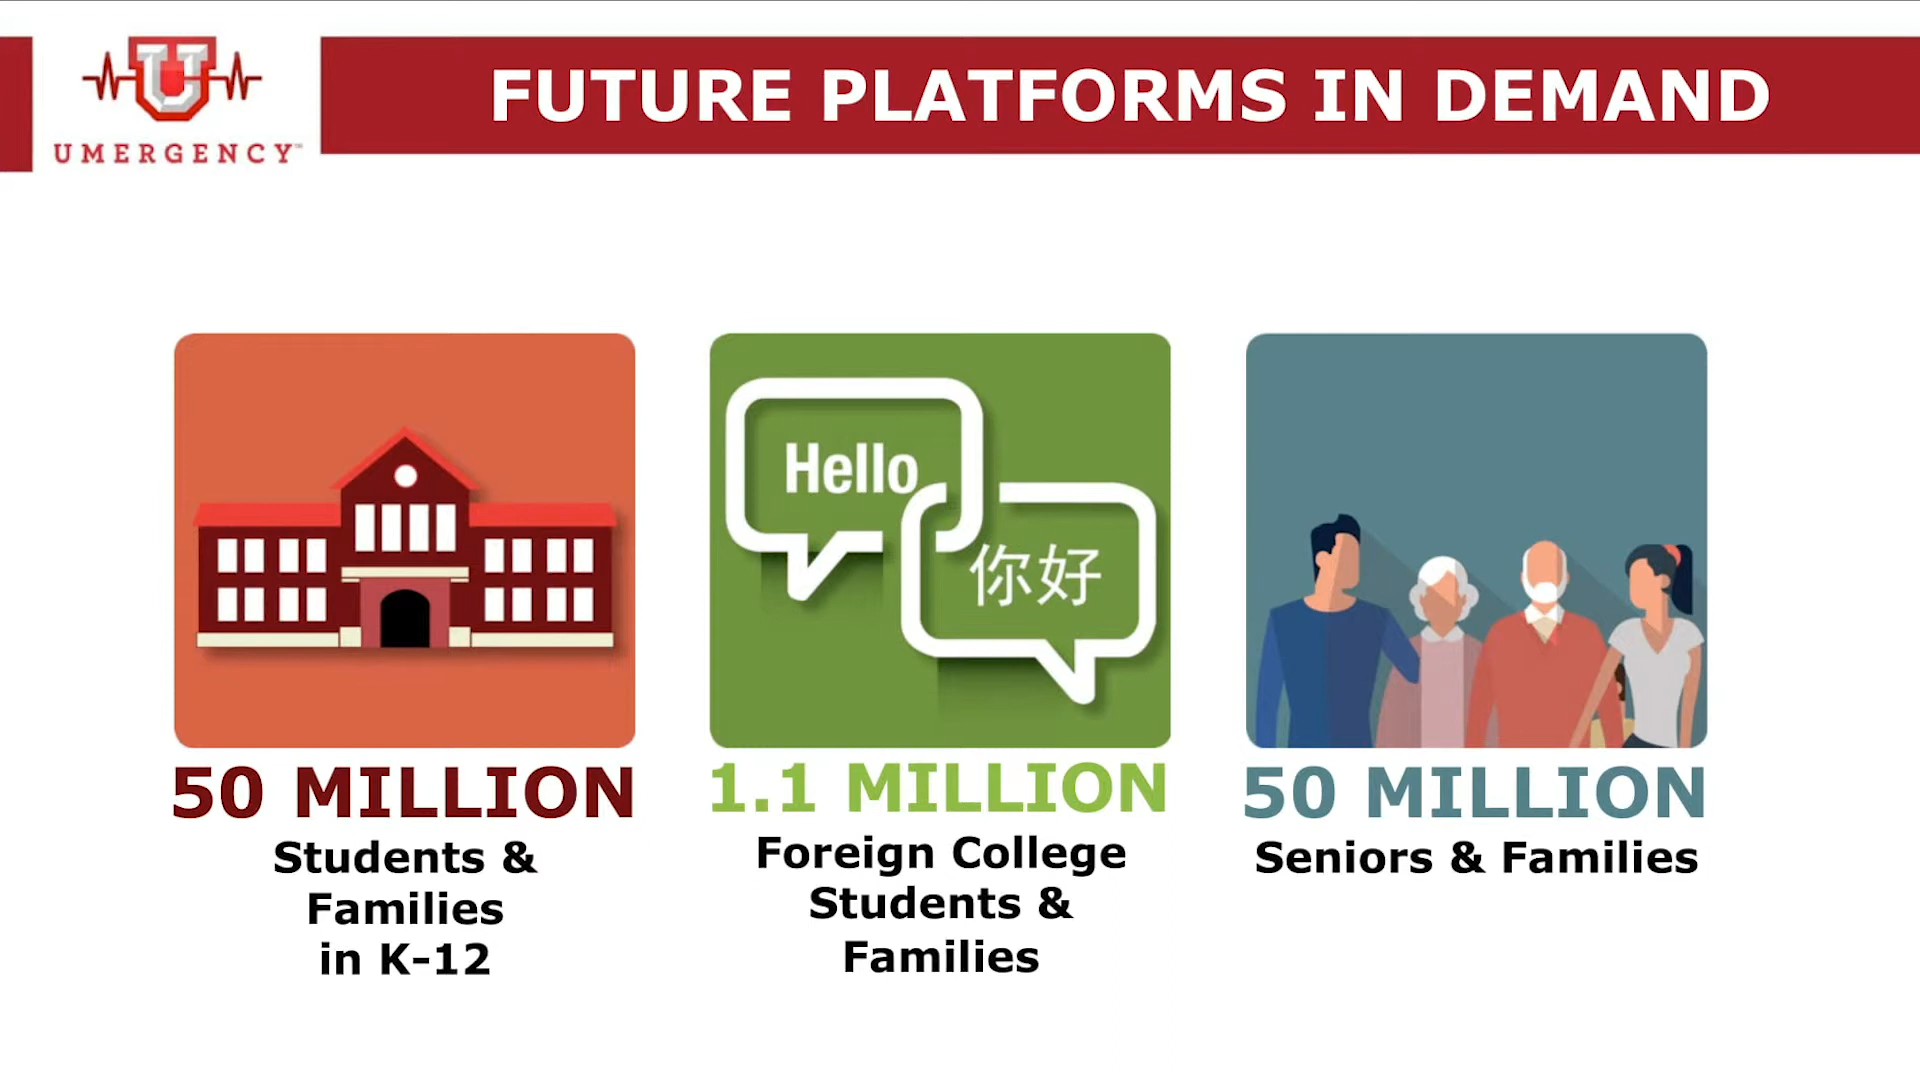 U
UMERGENCY™
FUTURE PLATFORMS IN DEMAND
Hello
你好
50 MILLION
Students &
Families
in K-12
1.1 MILLION
Foreign College
Students &
Families
50 MILLION
Seniors & Families